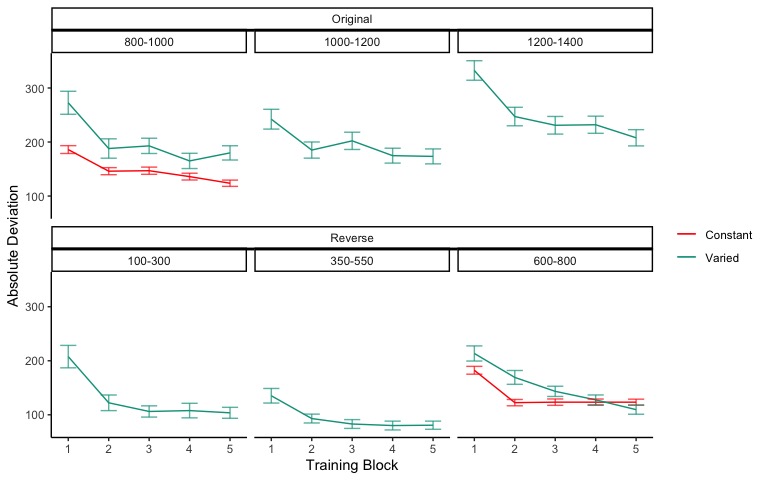 Original
800-1000 1000-1200 1200-1400
300
200
100
Absolute Deviation
Reverse
100-300 350-550 600-800
300
200
100
1 2 3 4 5 1 2 3 4 5 1 2 3 4 5
Training Block
Constant
Varied